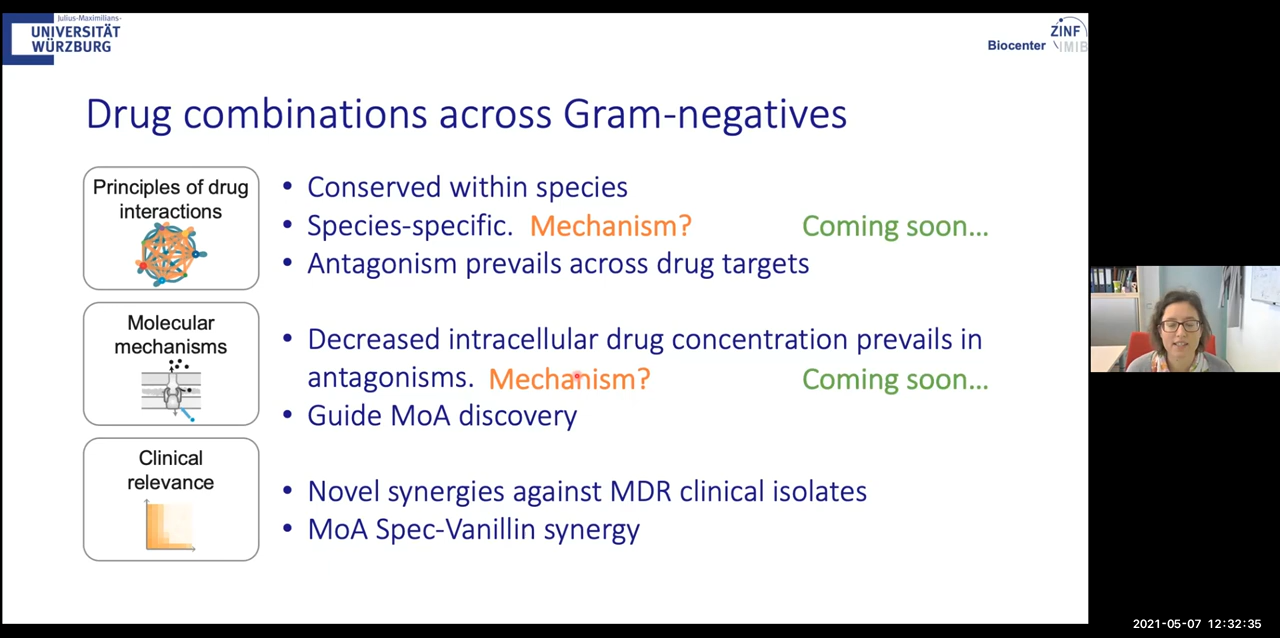 Julius-Maximilians-
UNIVERSITÄT
WÜRZBURG
ZINF
Biocenter
IMIB
Drug combinations across Gram-negatives
Principles of drug
interactions
• Conserved within species
• Species-specific. Mechanism? Coming soon...
• Antagonism prevails across drug targets
Molecular
mechanisms
• Decreased intracellular drug concentration prevails in
antagonisms. Mechanism? Coming soon...
• Guide MoA discovery
Clinical
relevance
• Novel synergies against MDR clinical isolates
• MoA Spec-Vanillin synergy
2021-05-07 12:32:35